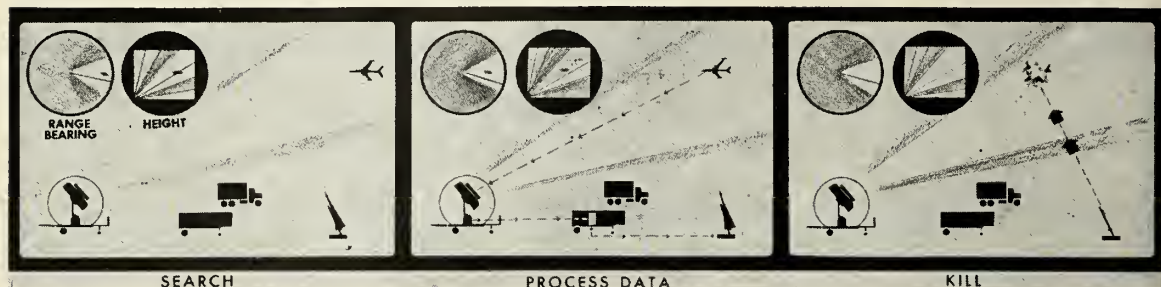 RANGE
BEARING
HEIGHT
SEARCH
PROCESS DATA
KILL